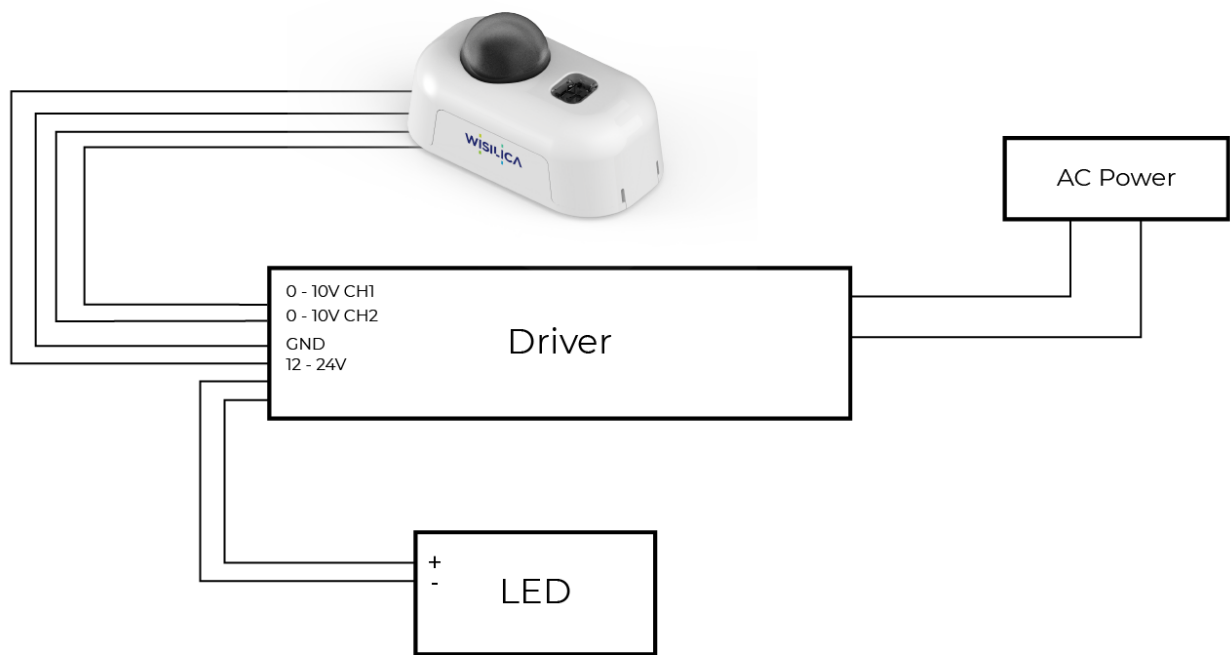 WISILICA
AC Power
0 - 10V CH1
0 - 10V CH2
GND
12 - 24V
Driver
+
-
LED